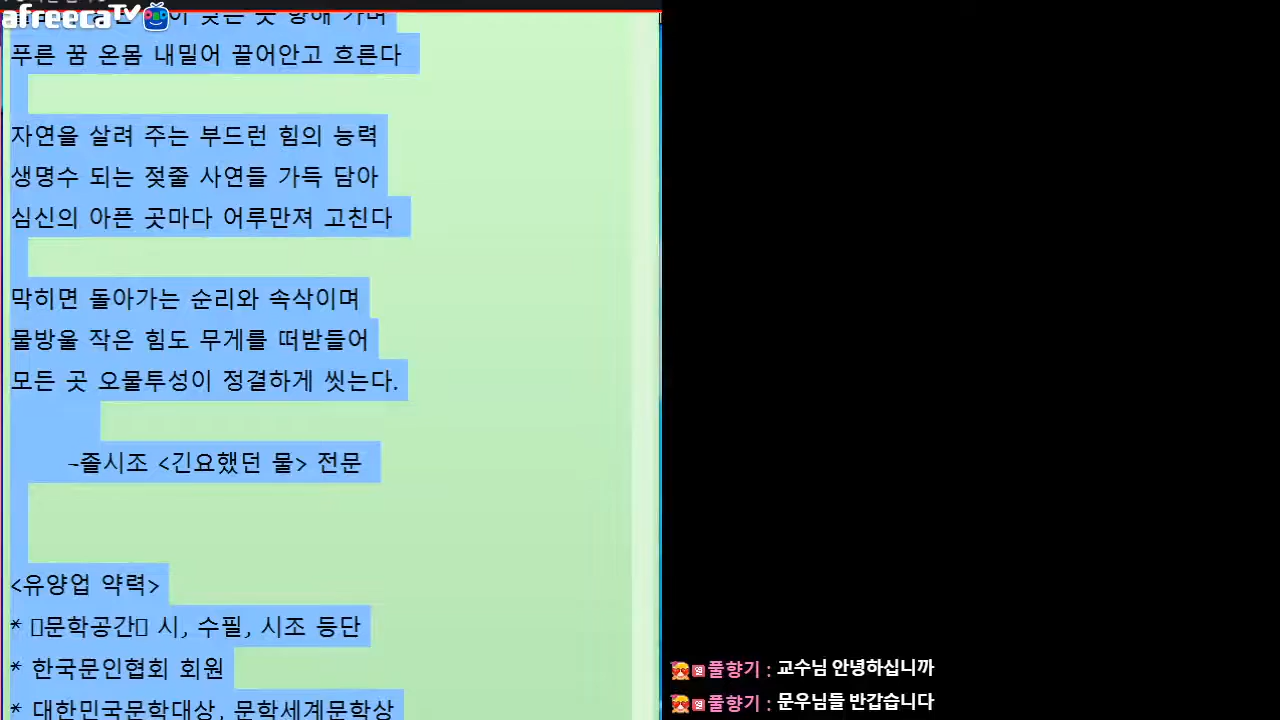 afreecaTV
푸른 꿈 온몸 내밀어 끌어안고 흐른다
자연을 살려 주는 부드런 힘의 능력
생명수 되는 젖줄 사연들 가득 담아
심신의 아픈 곳마다 어루만져 고친다
막히면 돌아가는 순리와 속삭이며
물방울 작은 힘도 무게를 떠받들어
모든 곳 오물투성이 정결하게 씻는다.
-졸시조 <긴요했던 물> 전문
<유양업 약력>
* 문학공간 시, 수필, 시조 등단
* 한국문인협회 회원
* 대한민국문학대상, 문학세계문학상
풀향기 : 교수님 안녕하십니까
풀향기 : 문우님들 반갑습니다